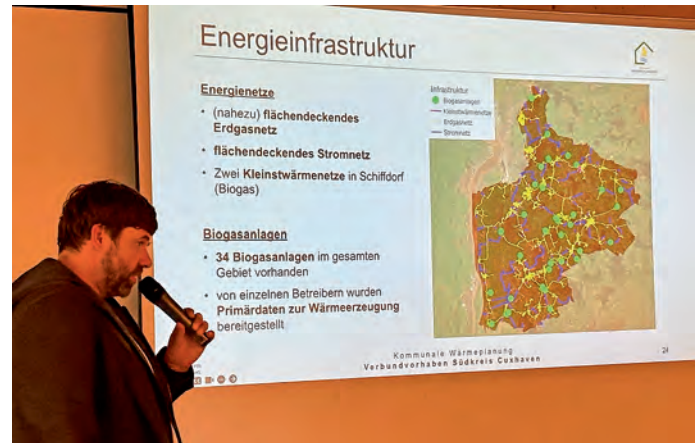 Energieinfrastruktur
Energienetze
• (nahezu) flächendeckendes
Erdgasnetz
• flächendeckendes Stromnetz
• Zwei Kleinstwärmenetze in Schiffdorf
(Biogas)
Biogasanlagen
• 34 Biogasanlagen im gesamten
Gebiet vorhanden
• von einzelnen Betreibern wurden
Primärdaten zur Wärmeerzeugung
bereitgestellt
Infrastruktur
Biogasanlagen
Kleinstwärmenetze
Erdgasnetz
Stromnetz
Kommunale Wärmeplanung
Verbundvorhaben Südkreis Cuxhaven
24